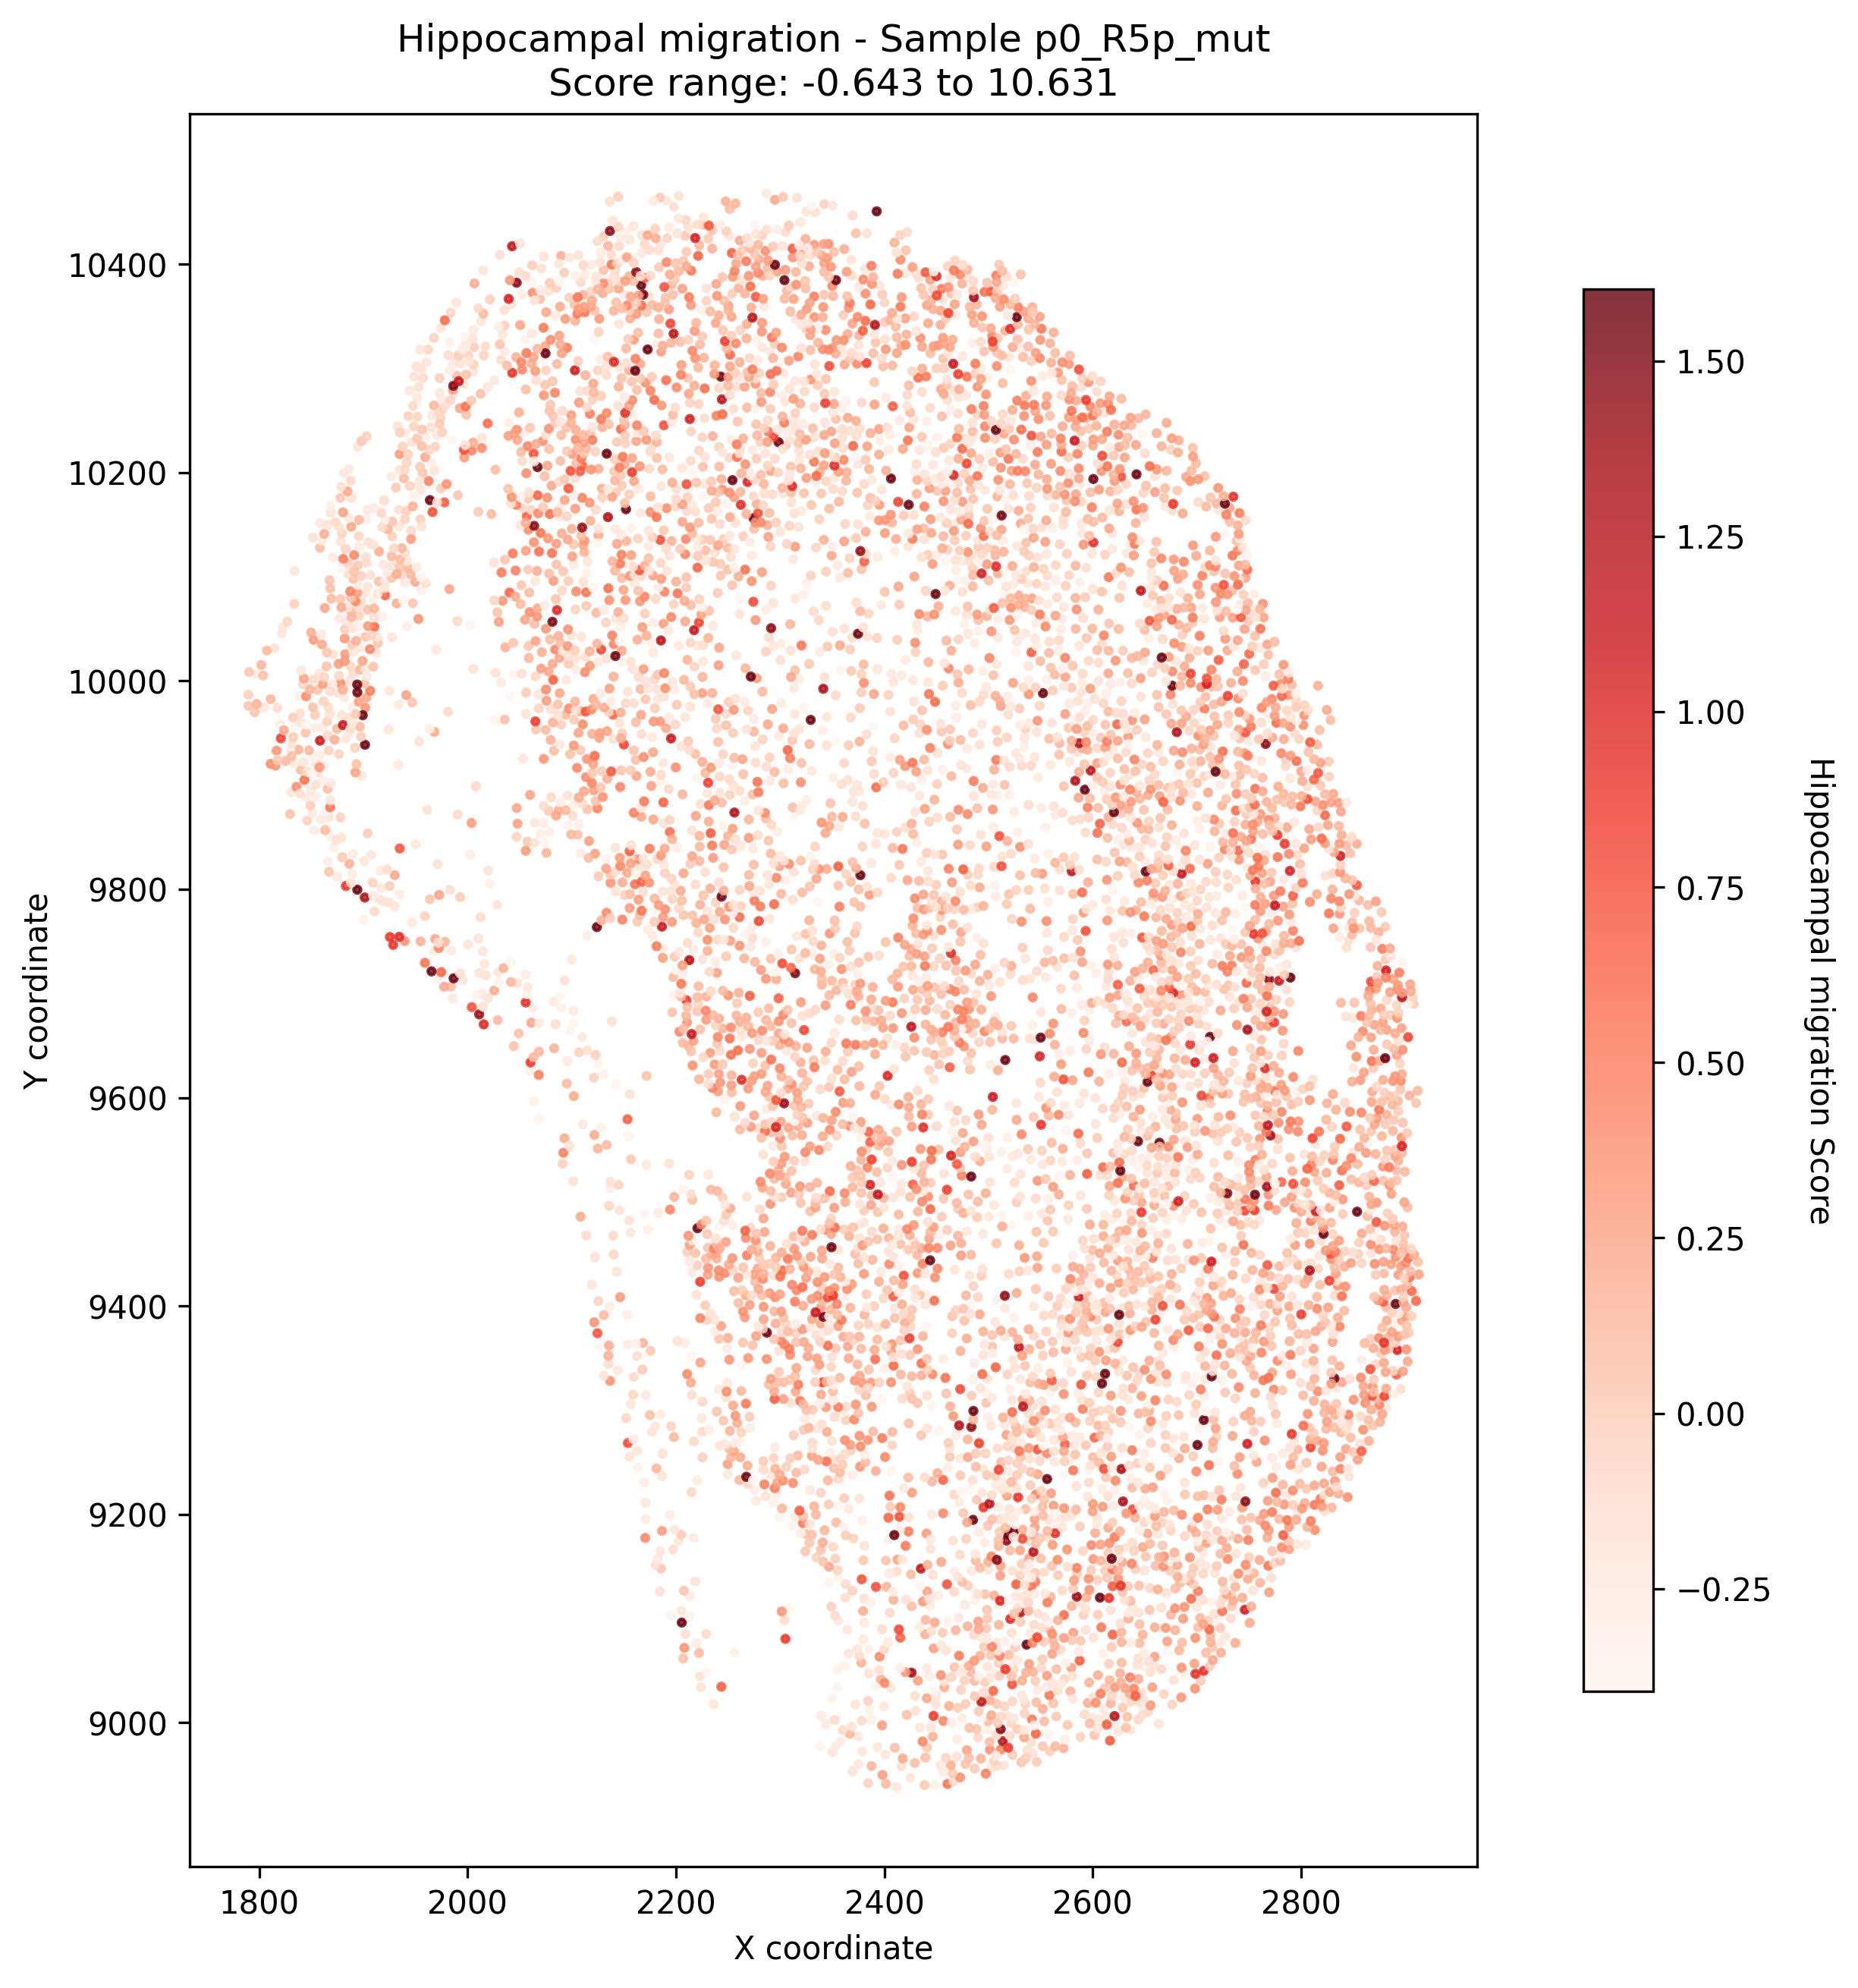 Hippocampal migration - Sample p0_R5p_mut
Score range: -0.643 to 10.631
10400
10200
10000
9800
9600
9400
9200
9000
Y coordinate
1800 2000 2200 2400 2600 2800
X coordinate
1.50
1.25
1.00
0.75
0.50
0.25
0.00
−0.25
Hippocampal migration Score